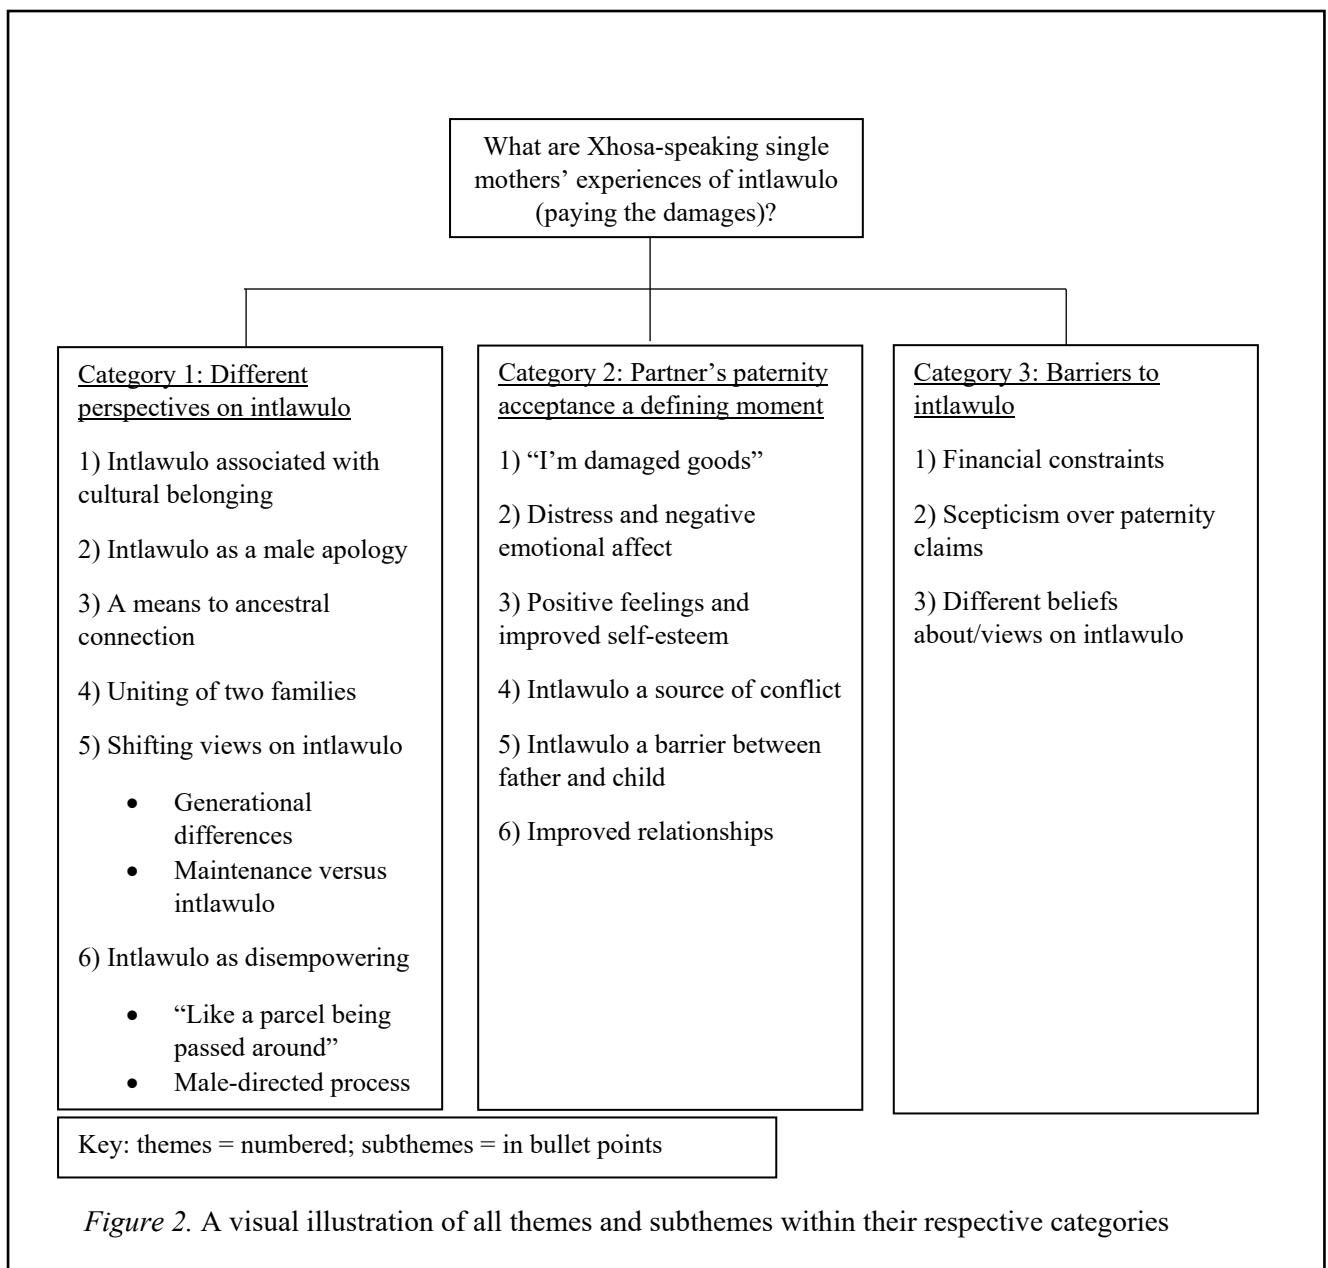 What are Xhosa-speaking single
mothers’ experiences of intlawulo
(paying the damages)?
Category 1: Different
perspectives on intlawulo
1) Intlawulo associated with
cultural belonging
2) Intlawulo as a male apology
3) A means to ancestral
connection
4) Uniting of two families
5) Shifting views on intlawulo
• Generational
differences
• Maintenance versus
intlawulo
6) Intlawulo as disempowering
• “Like a parcel being
passed around”
• Male-directed process
Category 2: Partner’s paternity
acceptance a defining moment
1) “I’m damaged goods”
2) Distress and negative
emotional affect
3) Positive feelings and
improved self-esteem
4) Intlawulo a source of conflict
5) Intlawulo a barrier between
father and child
6) Improved relationships
Category 3: Barriers to
intlawulo
1) Financial constraints
2) Scepticism over paternity
claims
3) Different beliefs
about/views on intlawulo
Key: themes = numbered; subthemes = in bullet points
Figure 2. A visual illustration of all themes and subthemes within their respective categories